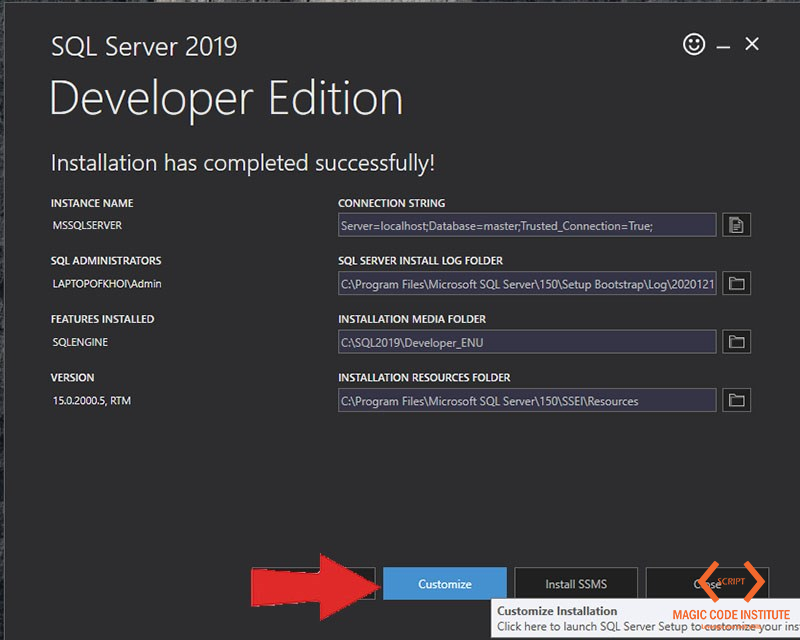 SQL Server 2019
Developer Edition
Installation has completed successfully!
INSTANCE NAME
MSSQLSERVER
CONNECTION STRING
Server=localhost;Database=master;Trusted_Connection=True;
SQL ADMINISTRATORS
LAPTOPOFKHOI\Admin
SQL SERVER INSTALL LOG FOLDER
C:\Program Files\Microsoft SQL Server\150\Setup Bootstrap\Log\2020121
FEATURES INSTALLED
SQLENGINE
INSTALLATION MEDIA FOLDER
C:\SQL2019\Developer_ENU
VERSION
15.0.2000.5, RTM
INSTALLATION RESOURCES FOLDER
C:\Program Files\Microsoft SQL Server\150\SSEI\Resources
Customize
Install SSMS
Close
SCRIPT
MAGIC CODE INSTITUTE
Customize Installation
Click here to launch SQL Server Setup to customize your ins